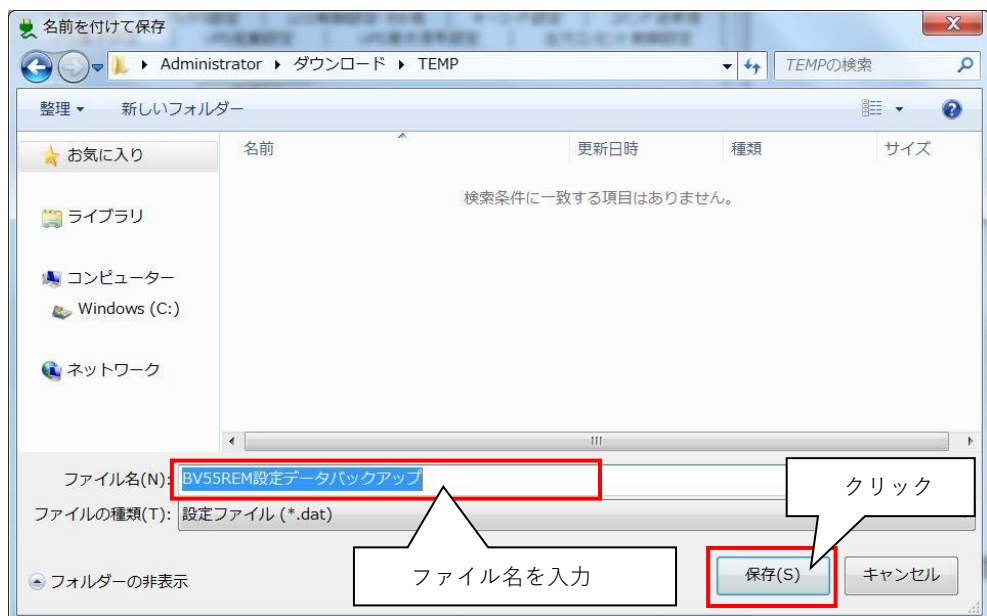 名前を付けて保存
Administrator ▸ ダウンロード ▸ TEMP
TEMPの検索
整理 新しいフォルダー
名前 更新日時 種類 サイズ
検索条件に一致する項目はありません。
お気に入り
ライブラリ
コンピューター
Windows (C:)
ネットワーク
ファイル名(N): BV55REM設定データバックアップ
クリック
ファイルの種類(T): 設定ファイル (*.dat)
ファイル名を入力
フォルダーの非表示
保存(S)
キャンセル